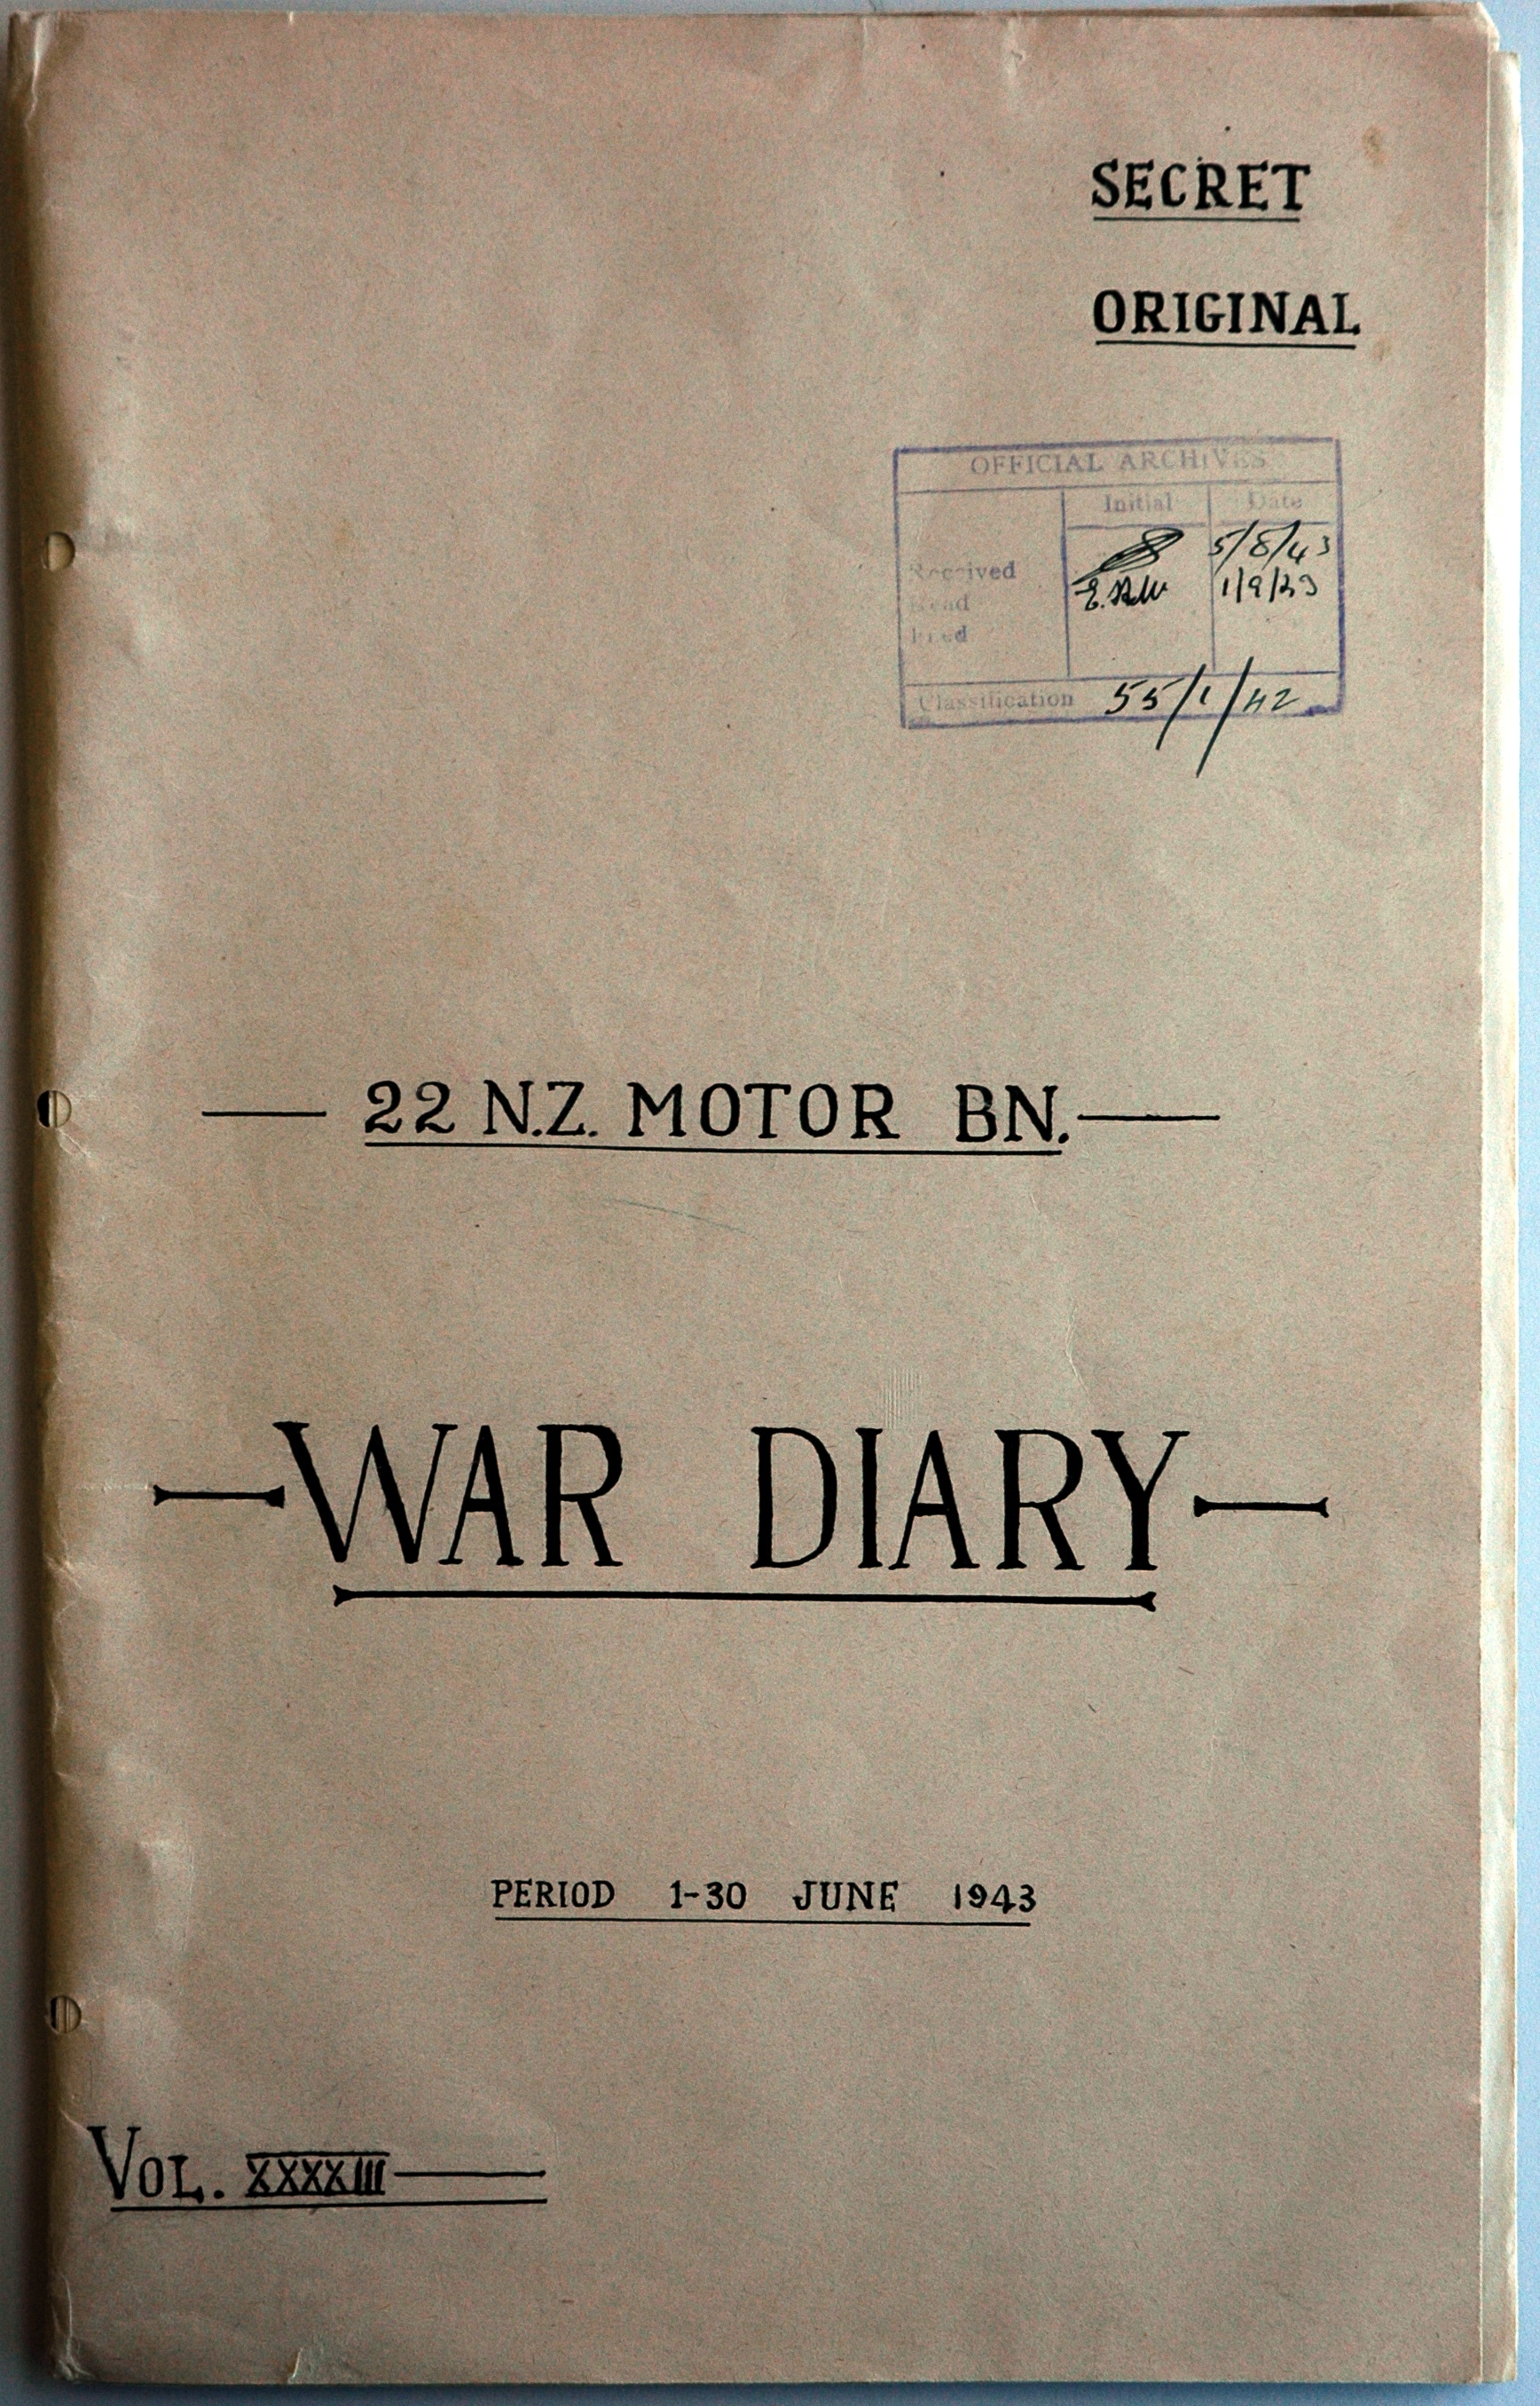 SECRET
ORIGINAL
OFFICIAL ARCHIVES
Initial Date
Received 5/8/43
Read 1/9/43
Filed
Classification 55/1/42
— 22 N.Z. MOTOR BN. —
— WAR DIARY —
PERIOD 1-30 JUNE 1943
VOL. XXXXIII —